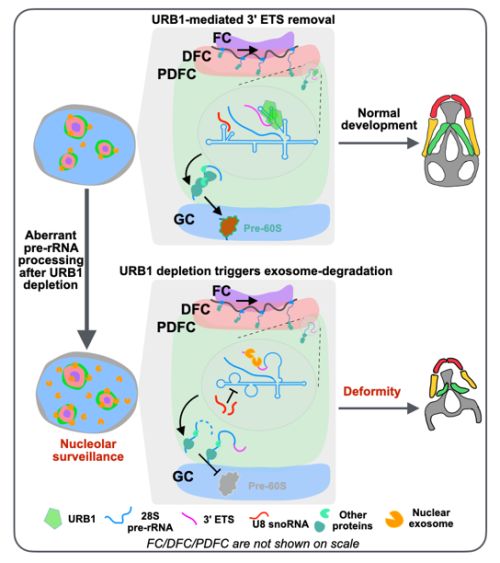 URB1-mediated 3' ETS removal
FC
DFC
PDFC
Normal
development
GC
Pre-60S
Aberrant
pre-rRNA
processing
after URB1
depletion
URB1 depletion triggers exosome-degradation
FC
DFC
PDFC
Deformity
Nucleolar
surveillance
GC
Pre-60S
URB1
28S
pre-rRNA
3' ETS
U8 snoRNA
Other
proteins
Nuclear
exosome
FC/DFC/PDFC are not shown on scale